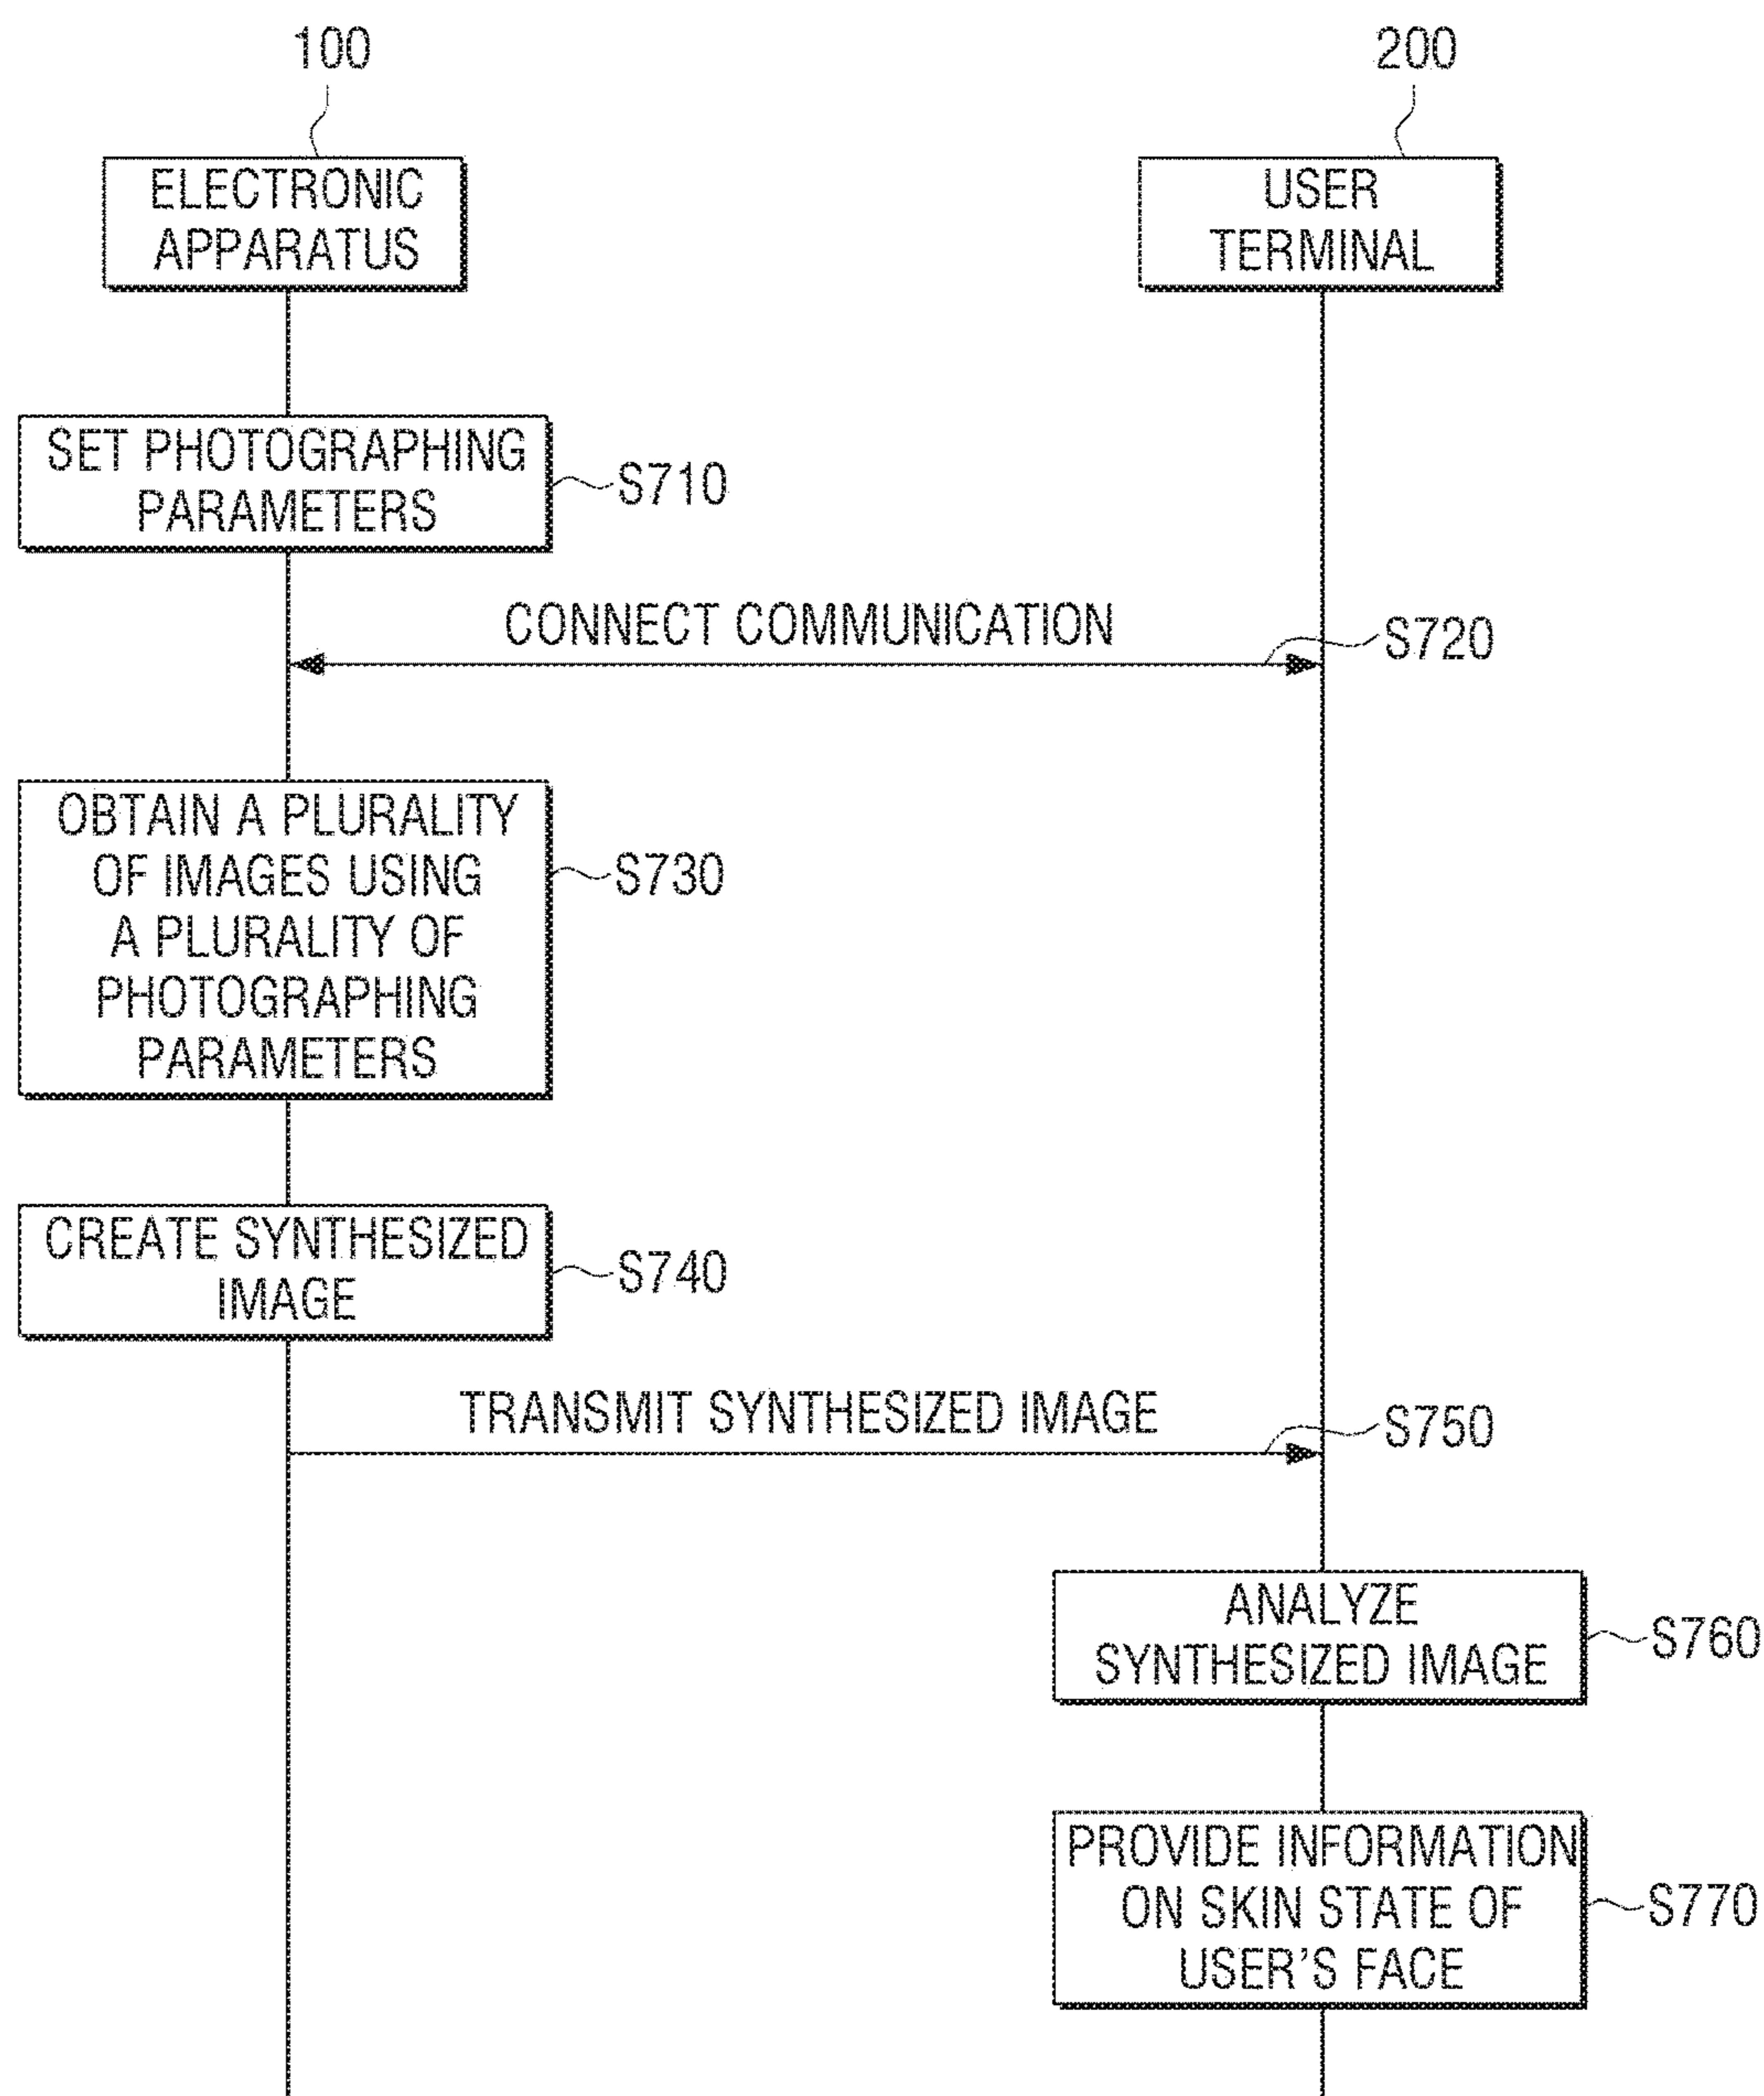 100
200
ELECTRONIC
APPARATUS
USER
TERMINAL
SET PHOTOGRAPHING
PARAMETERS
S710
CONNECT COMMUNICATION
S720
OBTAIN A PLURALITY
OF IMAGES USING
A PLURALITY OF
PHOTOGRAPHING
PARAMETERS
S730
CREATE SYNTHESIZED
IMAGE
S740
TRANSMIT SYNTHESIZED IMAGE
S750
ANALYZE
SYNTHESIZED IMAGE
S760
PROVIDE INFORMATION
ON SKIN STATE OF
USER'S FACE
S770